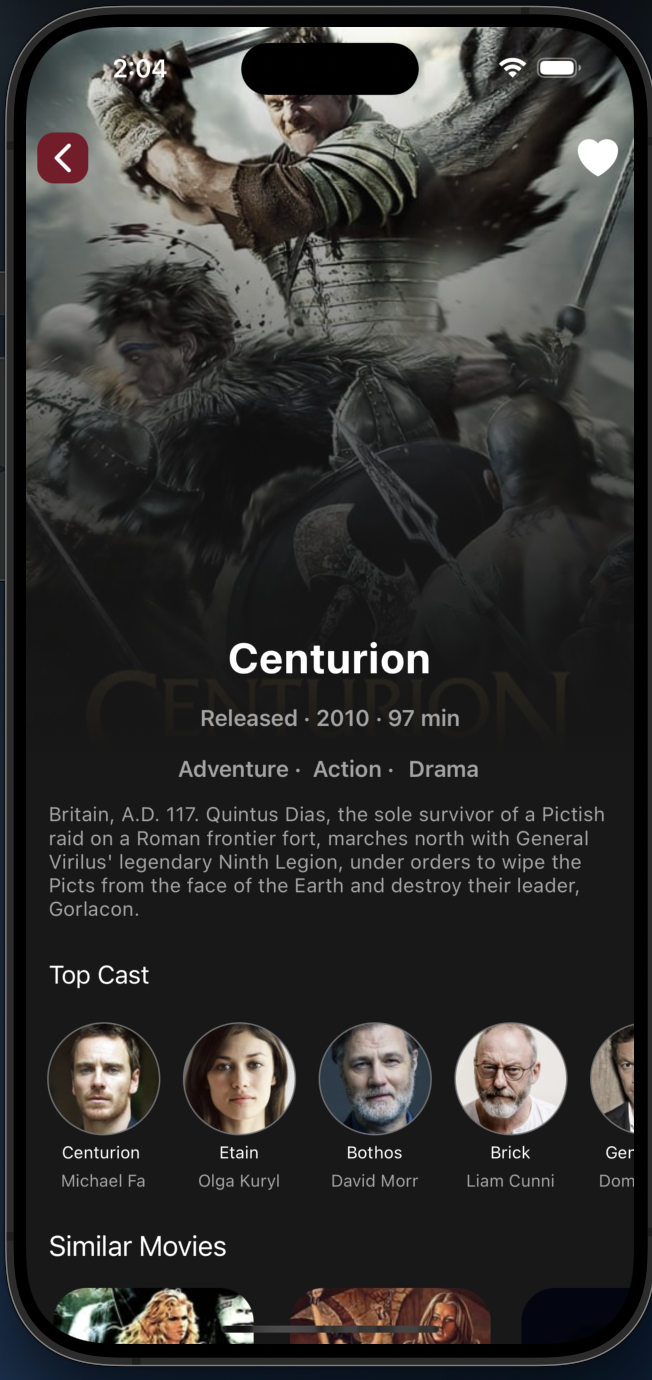 2:04
Centurion
CENTURION
Released · 2010 · 97 min
Adventure · Action · Drama
Britain, A.D. 117. Quintus Dias, the sole survivor of a Pictish
raid on a Roman frontier fort, marches north with General
Virilus' legendary Ninth Legion, under orders to wipe the
Picts from the face of the Earth and destroy their leader,
Gorlacon.
Top Cast
Centurion
Etain
Bothos
Brick
Ger
Michael Fa
Olga Kuryl
David Morr
Liam Cunni
Dom
Similar Movies